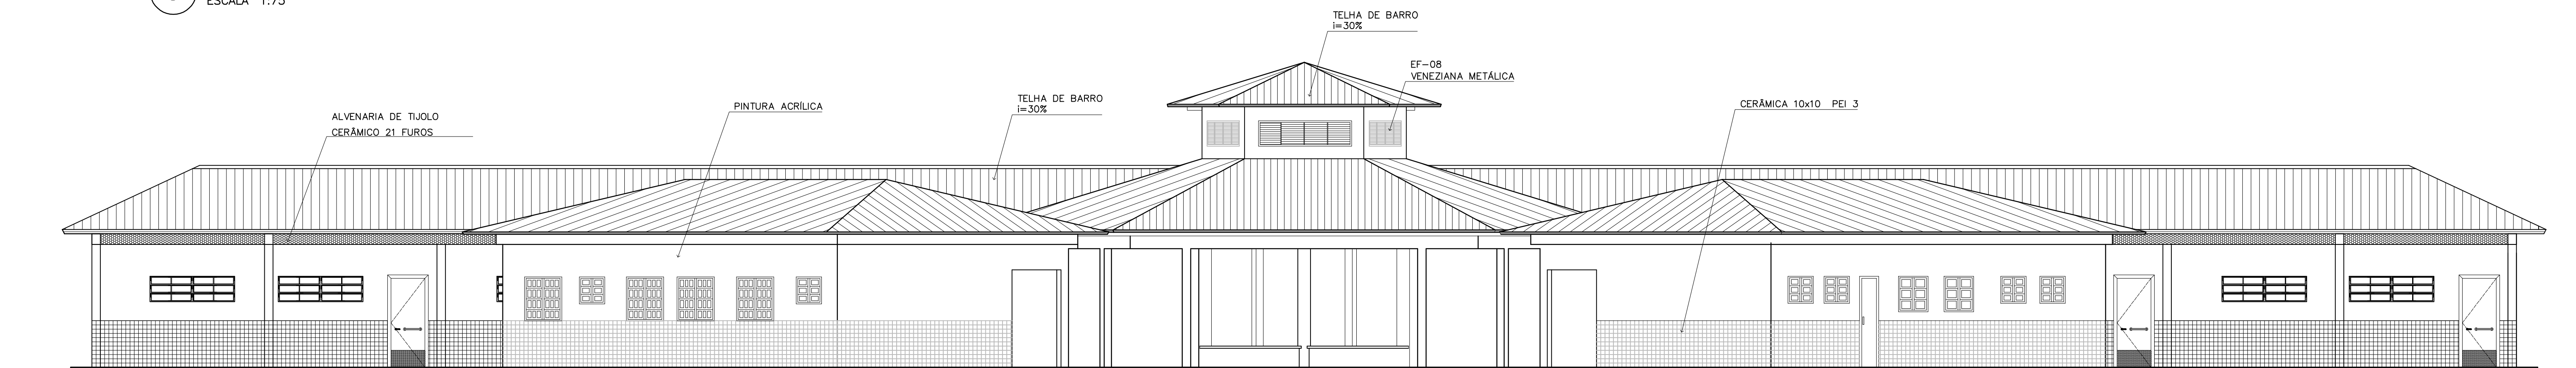 ESCALA 1:75
TELHA DE BARRO
i=30%
EF-08
VENEZIANA METÁLICA
TELHA DE BARRO
i=30%
PINTURA ACRÍLICA
CERÂMICA 10x10 PEI 3
ALVENARIA DE TIJOLO
CERÂMICO 21 FUROS